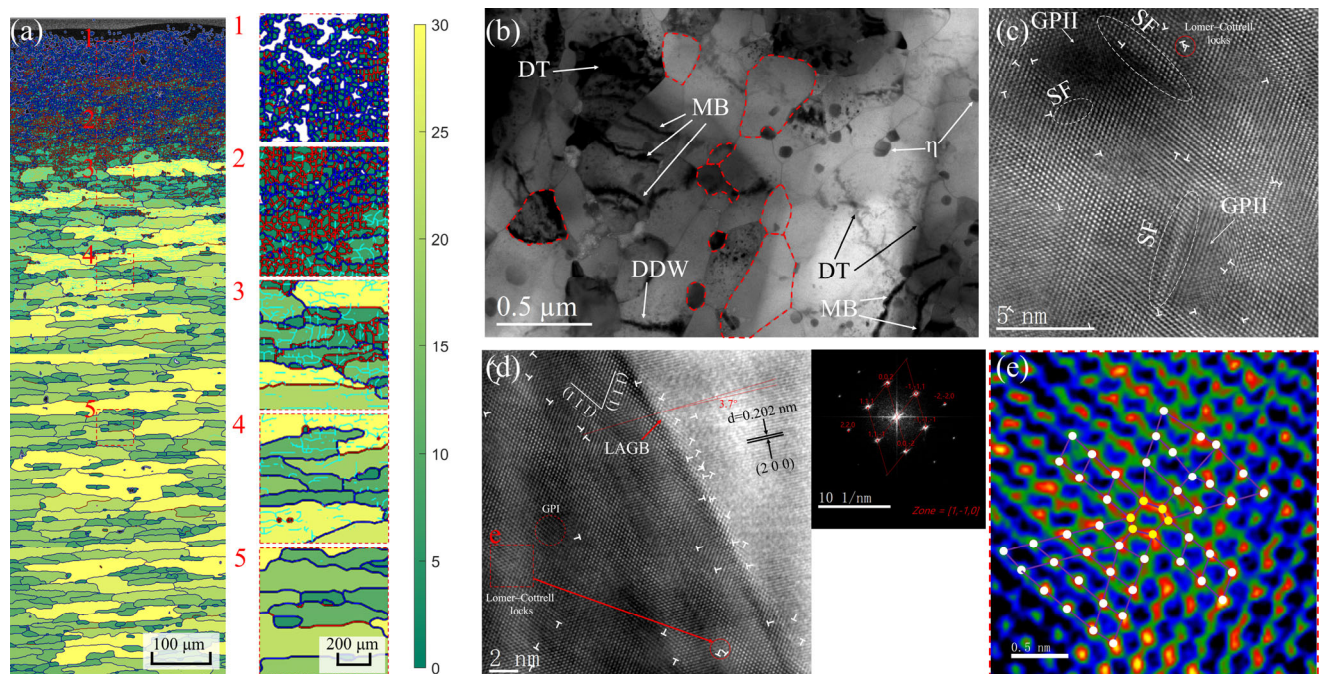 (a)
1
2
3
4
5
100 μm
1
2
3
4
5
200 μm
30
25
20
15
10
5
0
(b)
DT
MB
η
DDW
DT
MB
0.5 μm
(c)
GPII
SF
Lomer–Cottrell
locks
SF
SF
GPII
5 nm
(d)
LAGB
3.7°
d=0.202 nm
(2 0 0)
GPI
e
Lomer–Cottrell
locks
2 nm
10 1/nm
Zone = [1,-1,0]
(e)
0.5 nm